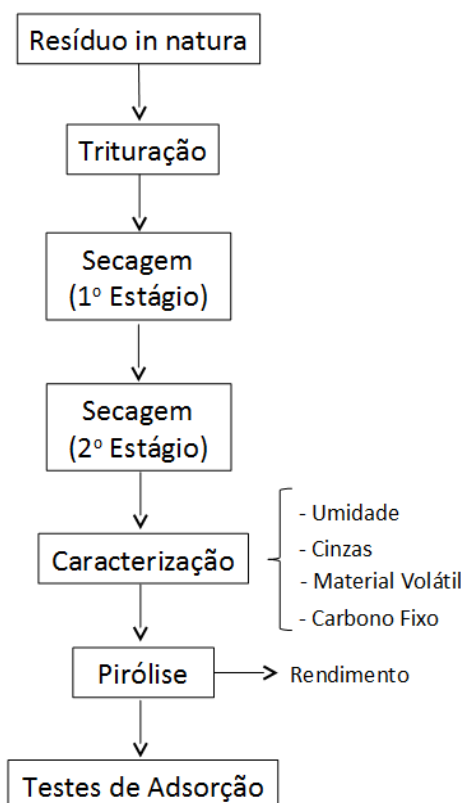 Resíduo in natura
Trituração
Secagem
(1º Estágio)
Secagem
(2º Estágio)
Caracterização
- Umidade
- Cinzas
- Material Volátil
- Carbono Fixo
Pirólise
Rendimento
Testes de Adsorção